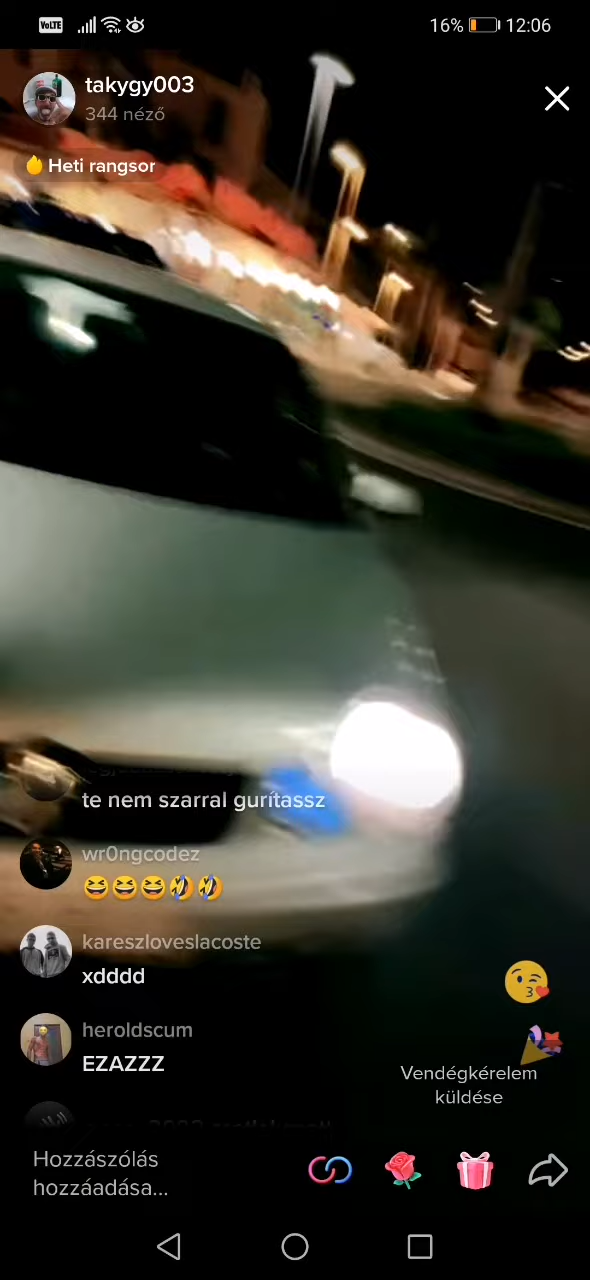 VoLTE
16% 12:06
takygy003
344 néző
Heti rangsor
te nem szarral gurítassz
wr0ngcodez
😆😆😆🤣🤣
kareszloveslacoste
xdddd
heroldscum
EZAZZZ
Vendégkérelem
küldése
Hozzászólás
hozzáadása...